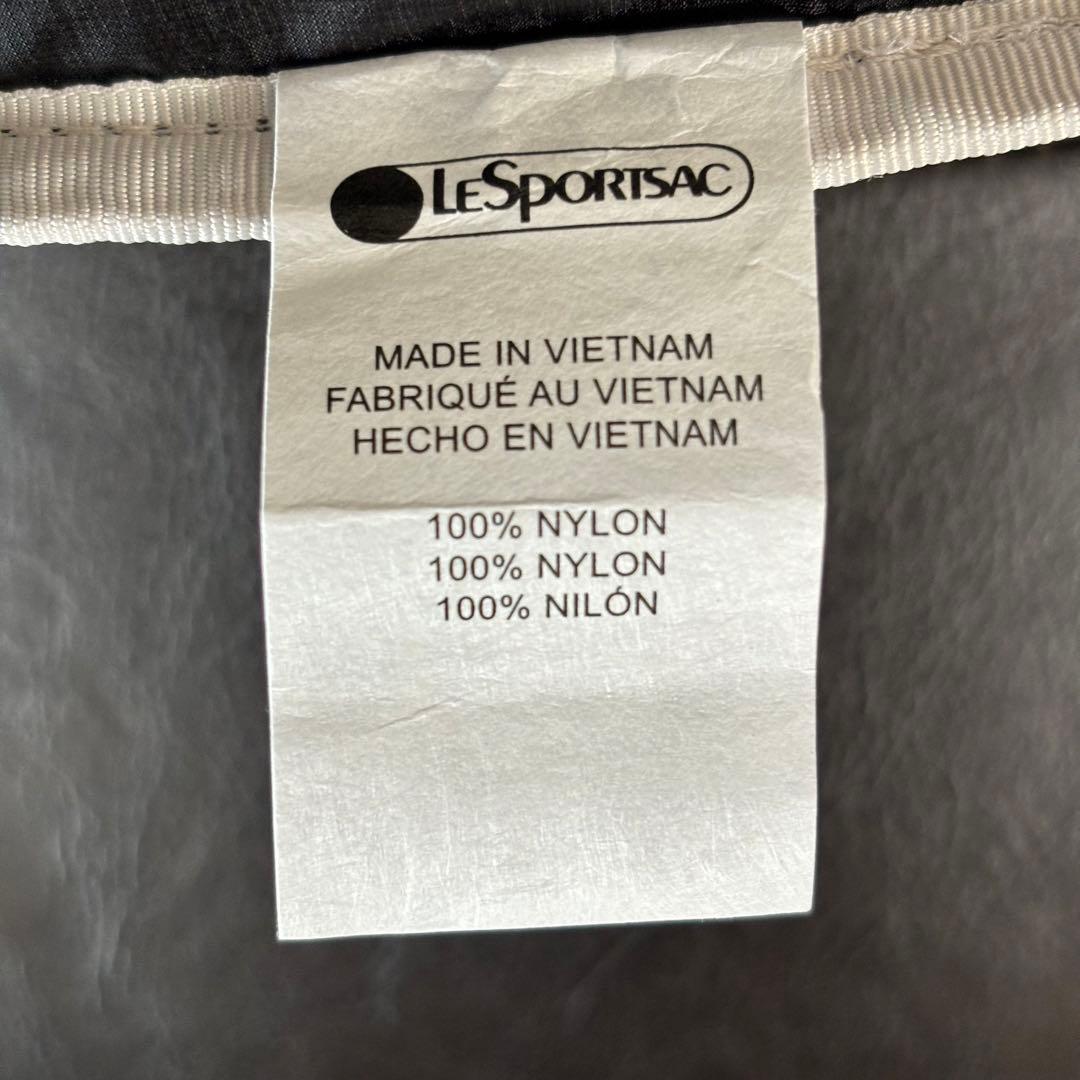 LESPORTSAC
MADE IN VIETNAM
FABRIQUÉ AU VIETNAM
HECHO EN VIETNAM
100% NYLON
100% NYLON
100% NILÓN